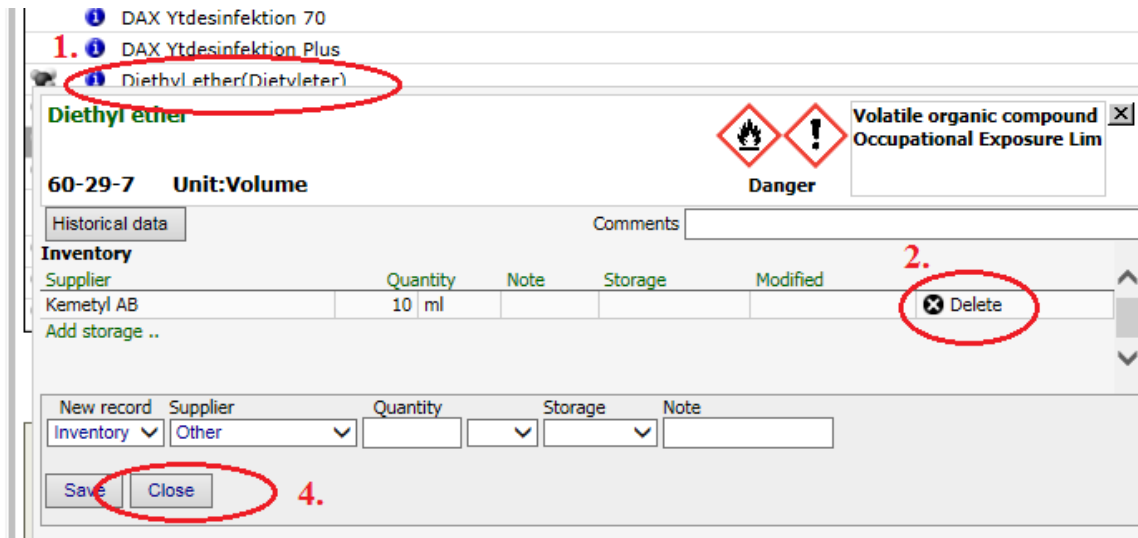 DAX Ytdesinfektion 70
1. DAX Ytdesinfektion Plus
Diethyl ether(Dietyleter)
Diethyl ether
Volatile organic compound
Occupational Exposure Lim
60-29-7 Unit:Volume
Danger
Historical data Comments
Inventory
2.
Supplier Quantity Note Storage Modified
Kemetyl AB 10 ml Delete
Add storage ..
New record Supplier Quantity Storage Note
Inventory Other
Save Close 4.